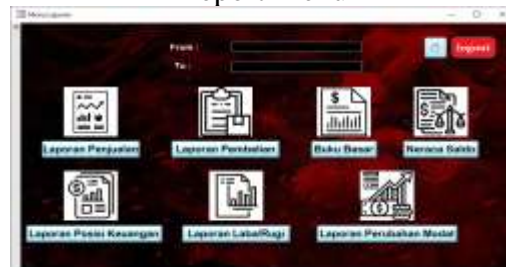 Menu Laporan
From :
To :
Laporan Penjualan
Laporan Pembelian
Buku Besar
Neraca Saldo
Laporan Posisi Keuangan
Laporan Laba/Rugi
Laporan Perubahan Modal